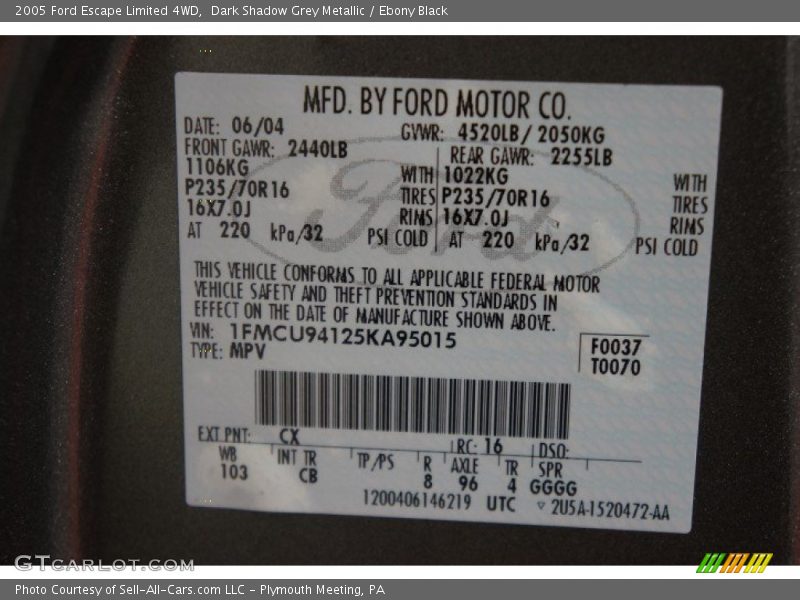 2005 Ford Escape Limited 4WD, Dark Shadow Grey Metallic / Ebony Black
MFD. BY FORD MOTOR CO.
DATE: 06/04 GVWR: 4520LB/ 2050KG
FRONT GAWR: 2440LB REAR GAWR: 2255LB
1106KG WITH 1022KG WITH
P235/70R16 TIRES P235/70R16 TIRES
16X7.0J RIMS 16X7.0J RIMS
AT 220 kPa/32 PSI COLD AT 220 kPa/32 PSI COLD
Ford
THIS VEHICLE CONFORMS TO ALL APPLICABLE FEDERAL MOTOR
VEHICLE SAFETY AND THEFT PREVENTION STANDARDS IN
EFFECT ON THE DATE OF MANUFACTURE SHOWN ABOVE.
VIN: 1FMCU94125KA95015
TYPE: MPV
F0037
T0070
EXT PNT: CX RC: 16 DSO:
WB INT TR TP/PS R AXLE TR SPR
103 CB 8 96 4 GGGG
1200406146219 UTC ▽ 2U5A-1520472-AA
GTCARLOT.COM
Photo Courtesy of Sell-All-Cars.com LLC - Plymouth Meeting, PA